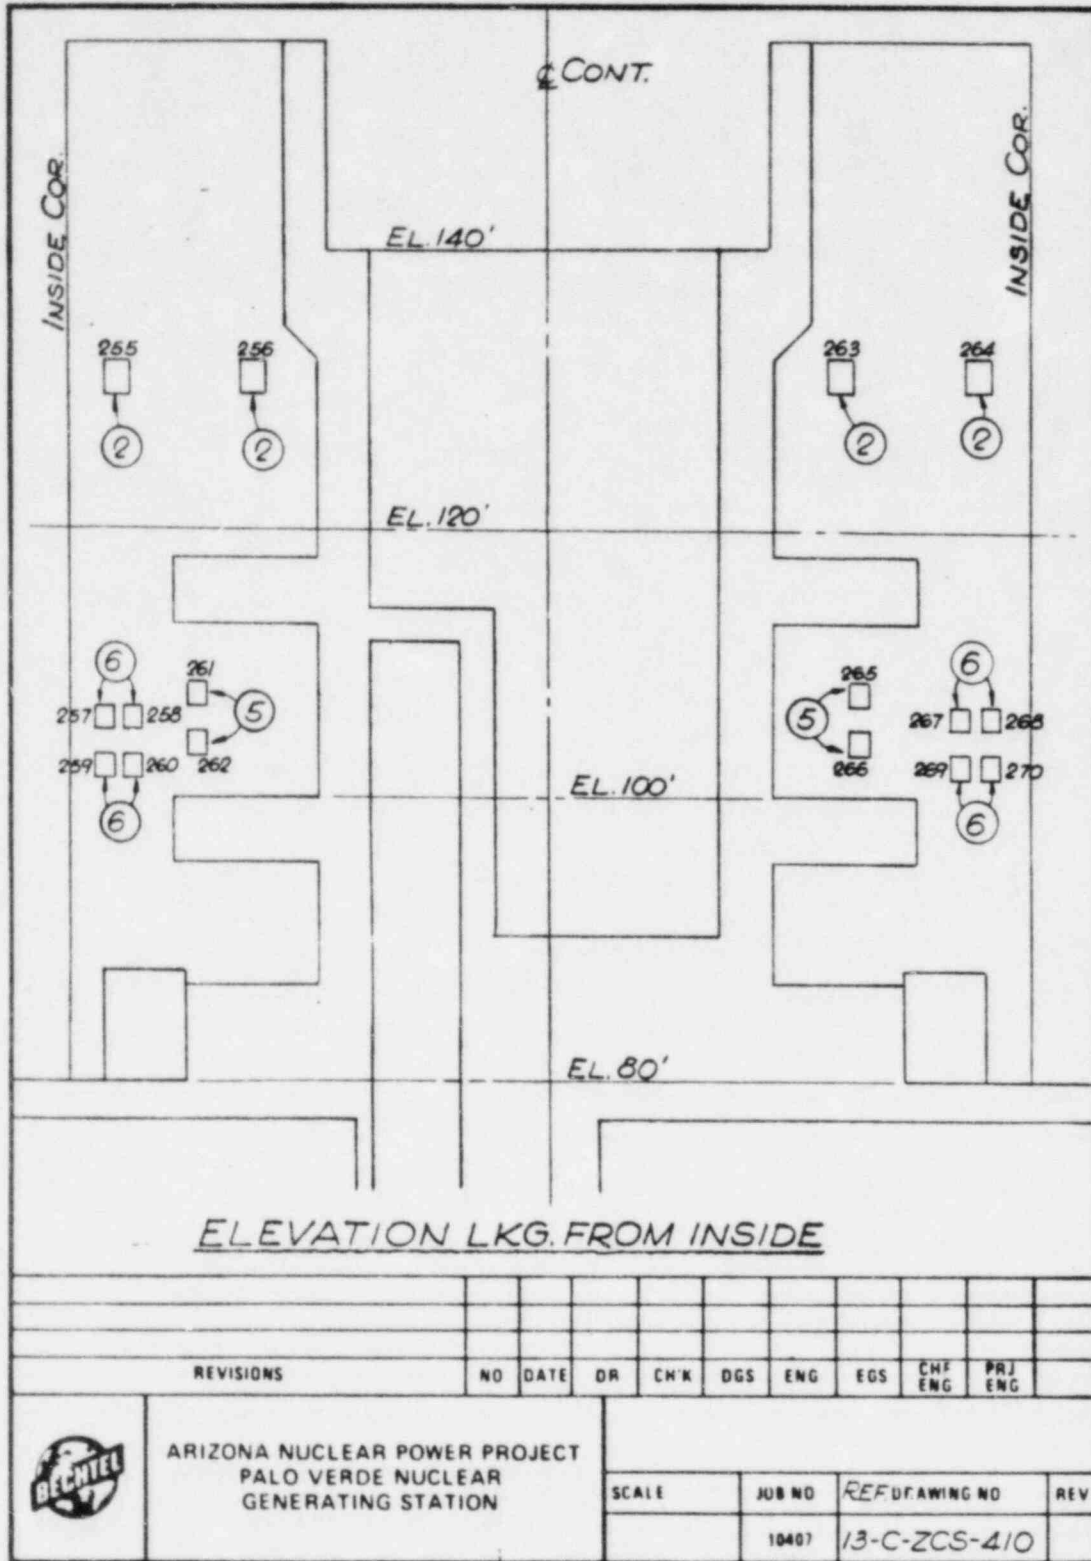 ℄ CONT.
INSIDE COR.
INSIDE COR.
EL. 140'
255
256
263
264
2
2
2
2
EL. 120'
6
261
265
6
257
258
5
5
267
268
259
260
262
266
269
270
6
EL. 100'
6
EL. 80'
ELEVATION LKG. FROM INSIDE
REVISIONS NO DATE DR CH'K DGS ENG EGS CHF ENG PRJ ENG
BECHTEL
ARIZONA NUCLEAR POWER PROJECT
PALO VERDE NUCLEAR
GENERATING STATION
SCALE JOB NO REF DRAWING NO REV
10407 13-C-ZCS-410